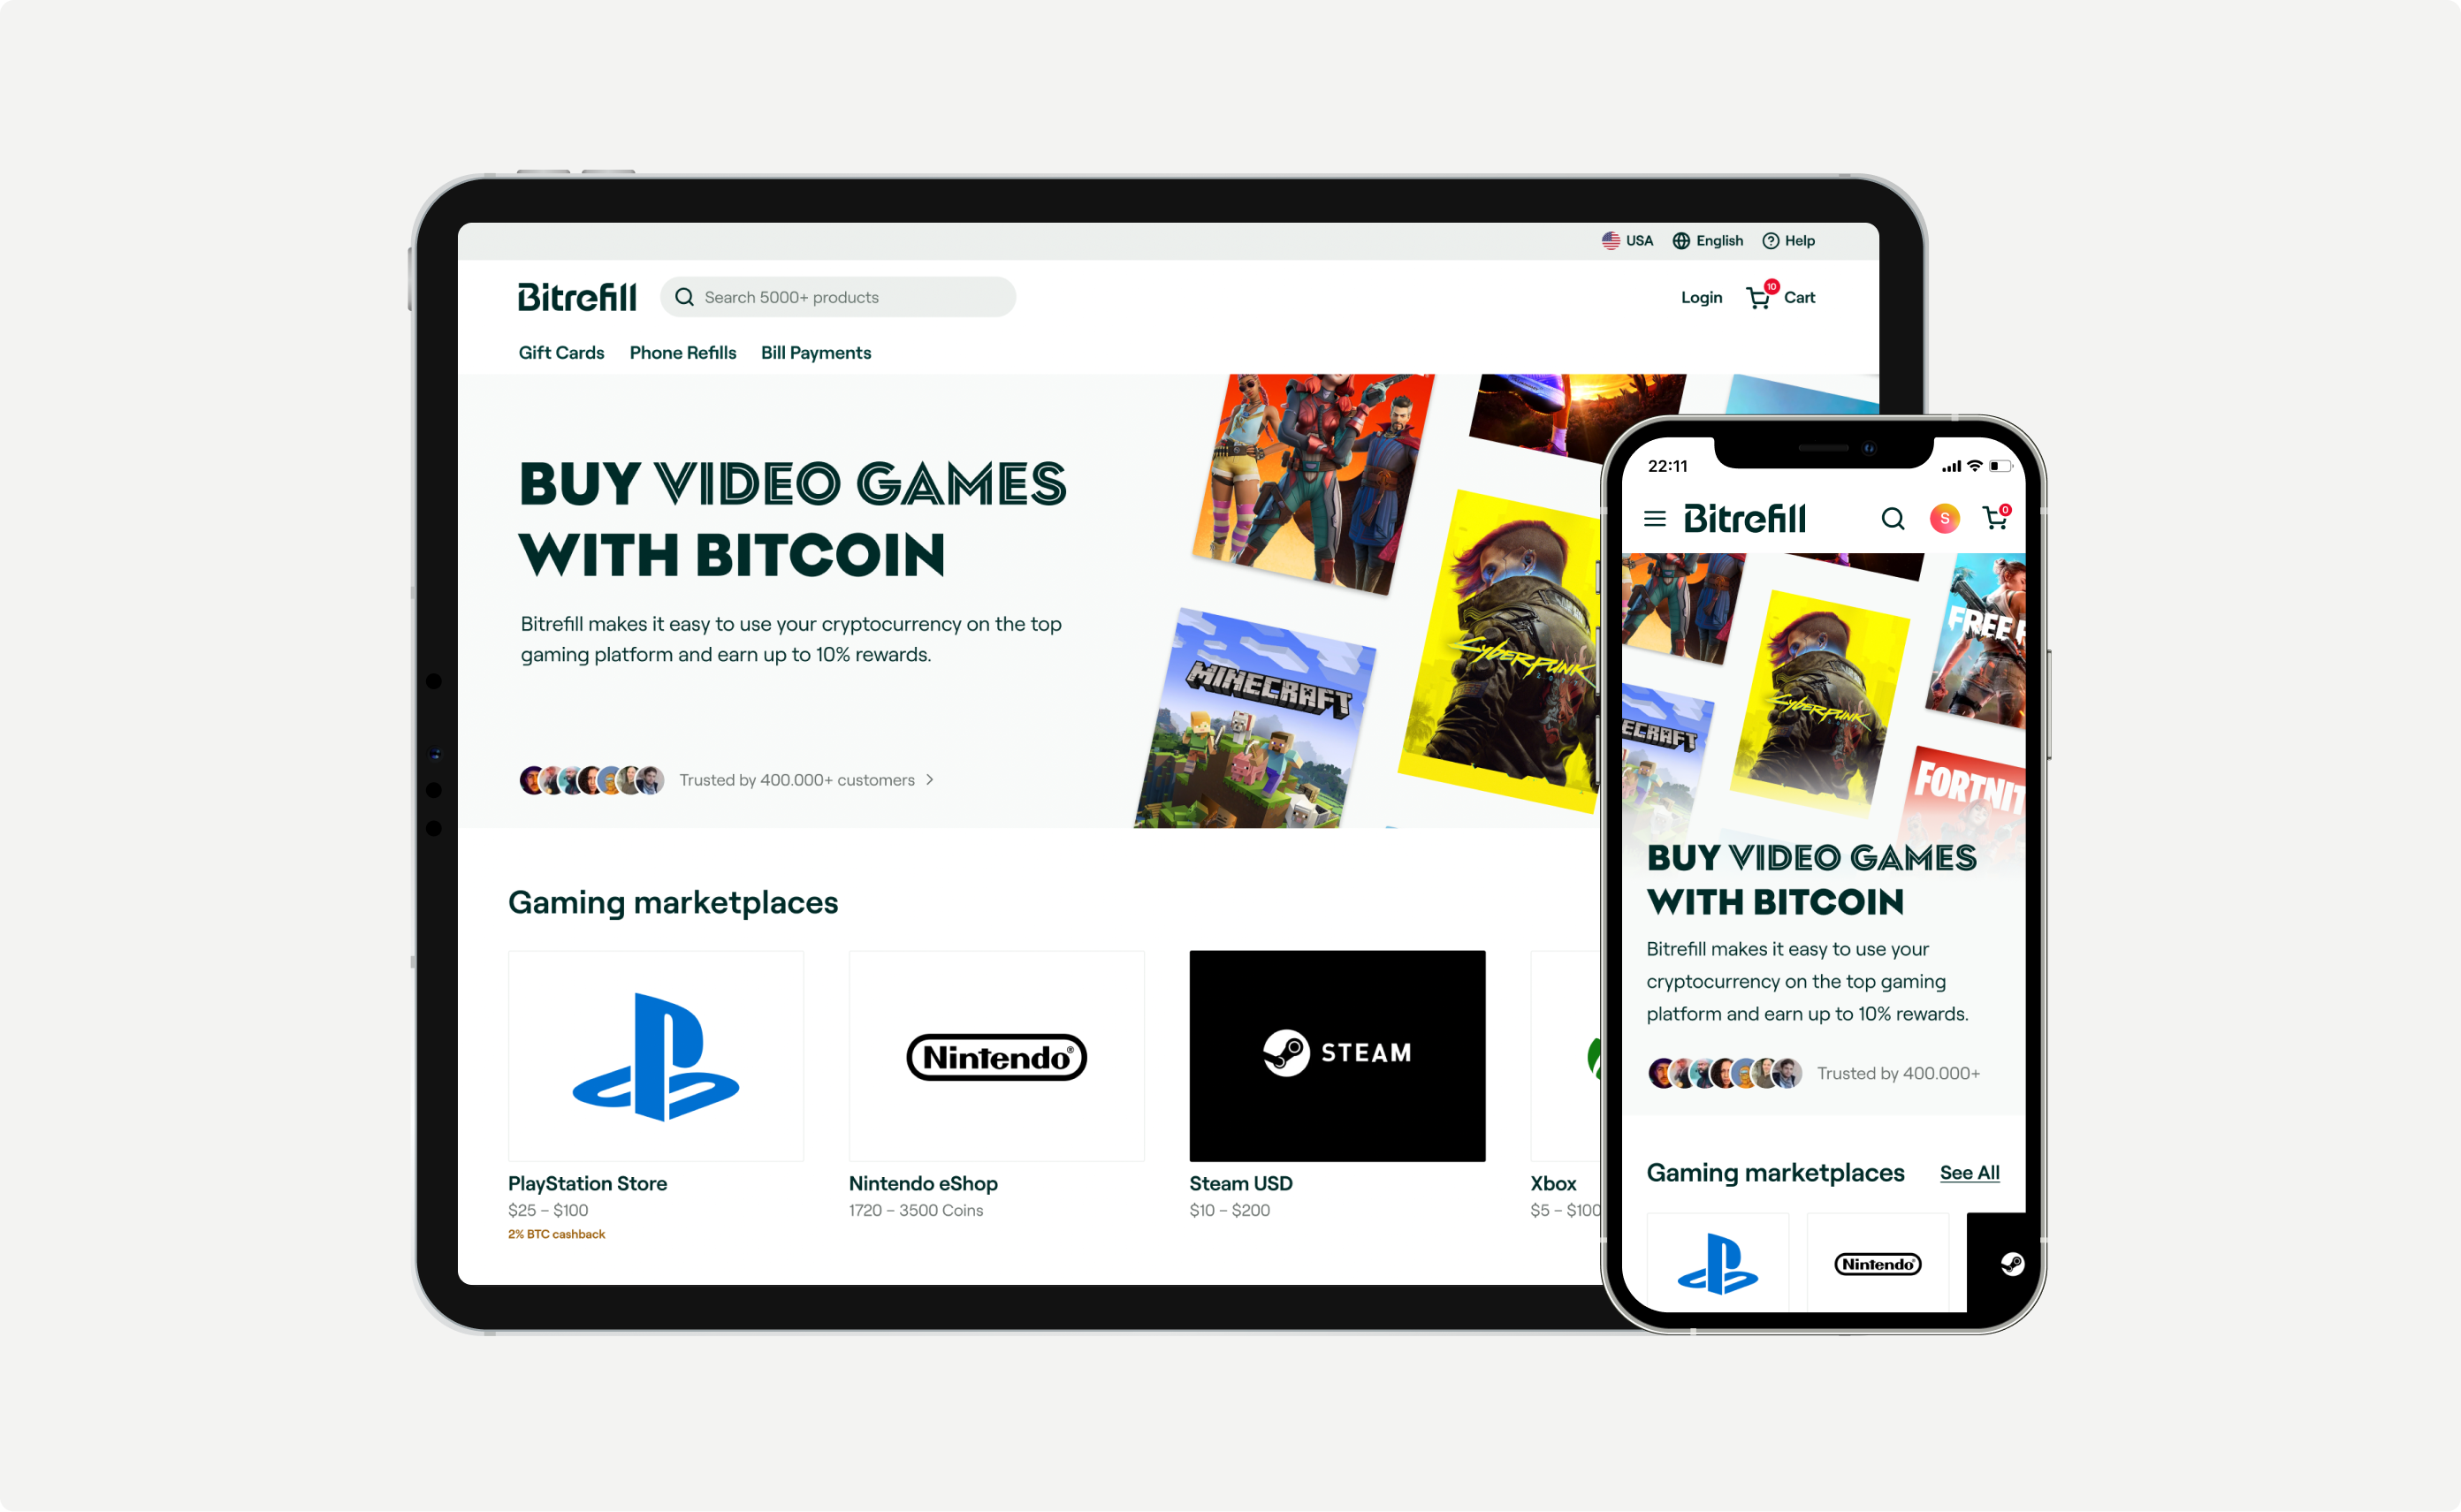 USA English Help
Bitrefill Search 5000+ products Login 10 Cart
Gift Cards Phone Refills Bill Payments
BUY VIDEO GAMES
WITH BITCOIN
Bitrefill makes it easy to use your cryptocurrency on the top
gaming platform and earn up to 10% rewards.
Trusted by 400.000+ customers
MINECRAFT
CYBERPUNK
2077
Gaming marketplaces
Nintendo®
STEAM
PlayStation Store
$25 – $100
2% BTC cashback
Nintendo eShop
1720 – 3500 Coins
Steam USD
$10 – $200
Xbox
$5 – $100
22:11
Bitrefill S 0
FREE F
ECRAFT
CYBERPUNK
FORTNIT
BUY VIDEO GAMES
WITH BITCOIN
Bitrefill makes it easy to use your
cryptocurrency on the top gaming
platform and earn up to 10% rewards.
Trusted by 400.000+
Gaming marketplaces See All
Nintendo